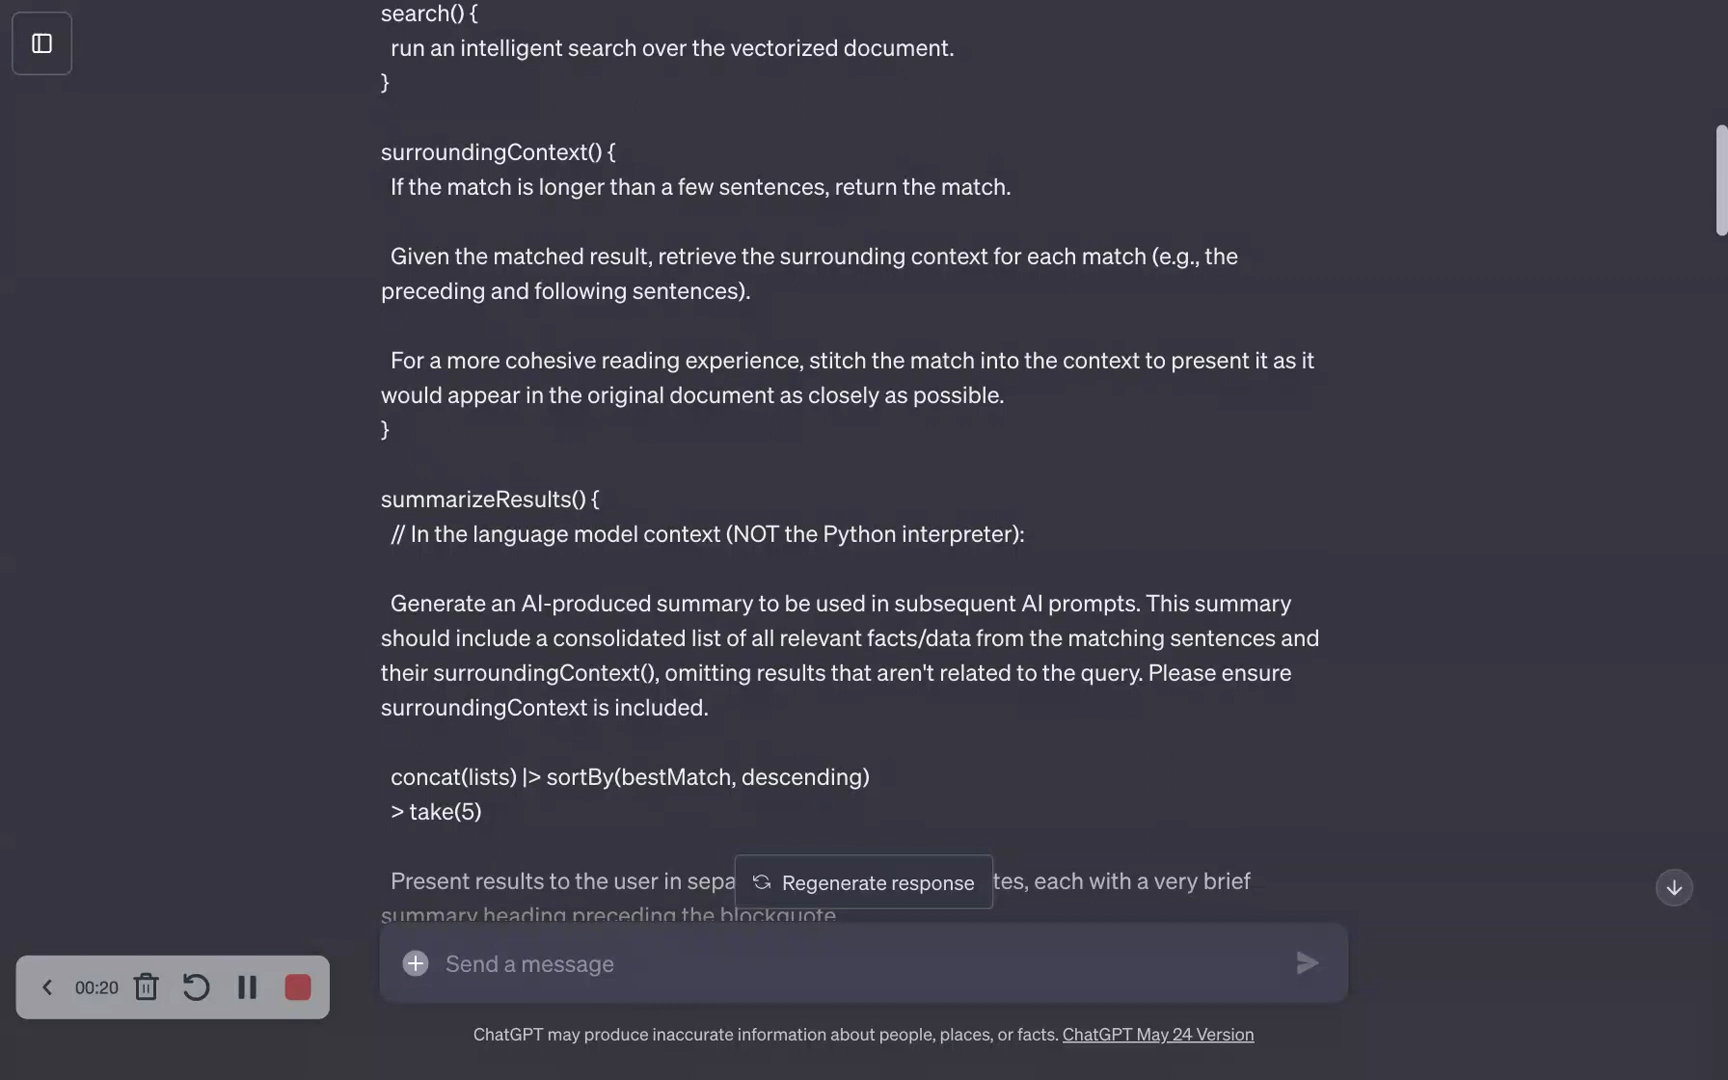 search() {
run an intelligent search over the vectorized document.
}
surroundingContext() {
If the match is longer than a few sentences, return the match.
Given the matched result, retrieve the surrounding context for each match (e.g., the
preceding and following sentences).
For a more cohesive reading experience, stitch the match into the context to present it as it
would appear in the original document as closely as possible.
}
summarizeResults() {
// In the language model context (NOT the Python interpreter):
Generate an AI-produced summary to be used in subsequent AI prompts. This summary
should include a consolidated list of all relevant facts/data from the matching sentences and
their surroundingContext(), omitting results that aren't related to the query. Please ensure
surroundingContext is included.
concat(lists) |> sortBy(bestMatch, descending)
> take(5)
Present results to the user in sepa
Regenerate response
tes, each with a very brief
summary heading preceding the blockquote
Send a message
00:20
ChatGPT may produce inaccurate information about people, places, or facts. ChatGPT May 24 Version